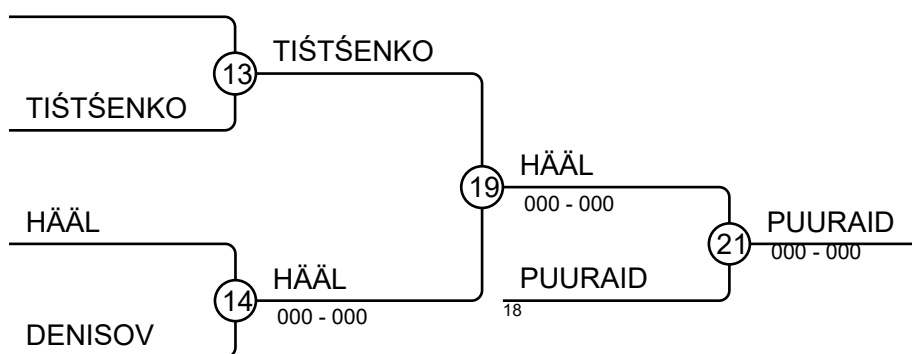 TIŚTŚENKO
13
TIŚTŚENKO
HÄÄL
19
000 - 000
HÄÄL
PUURAID
21
000 - 000
HÄÄL
PUURAID
14
000 - 000
18
DENISOV